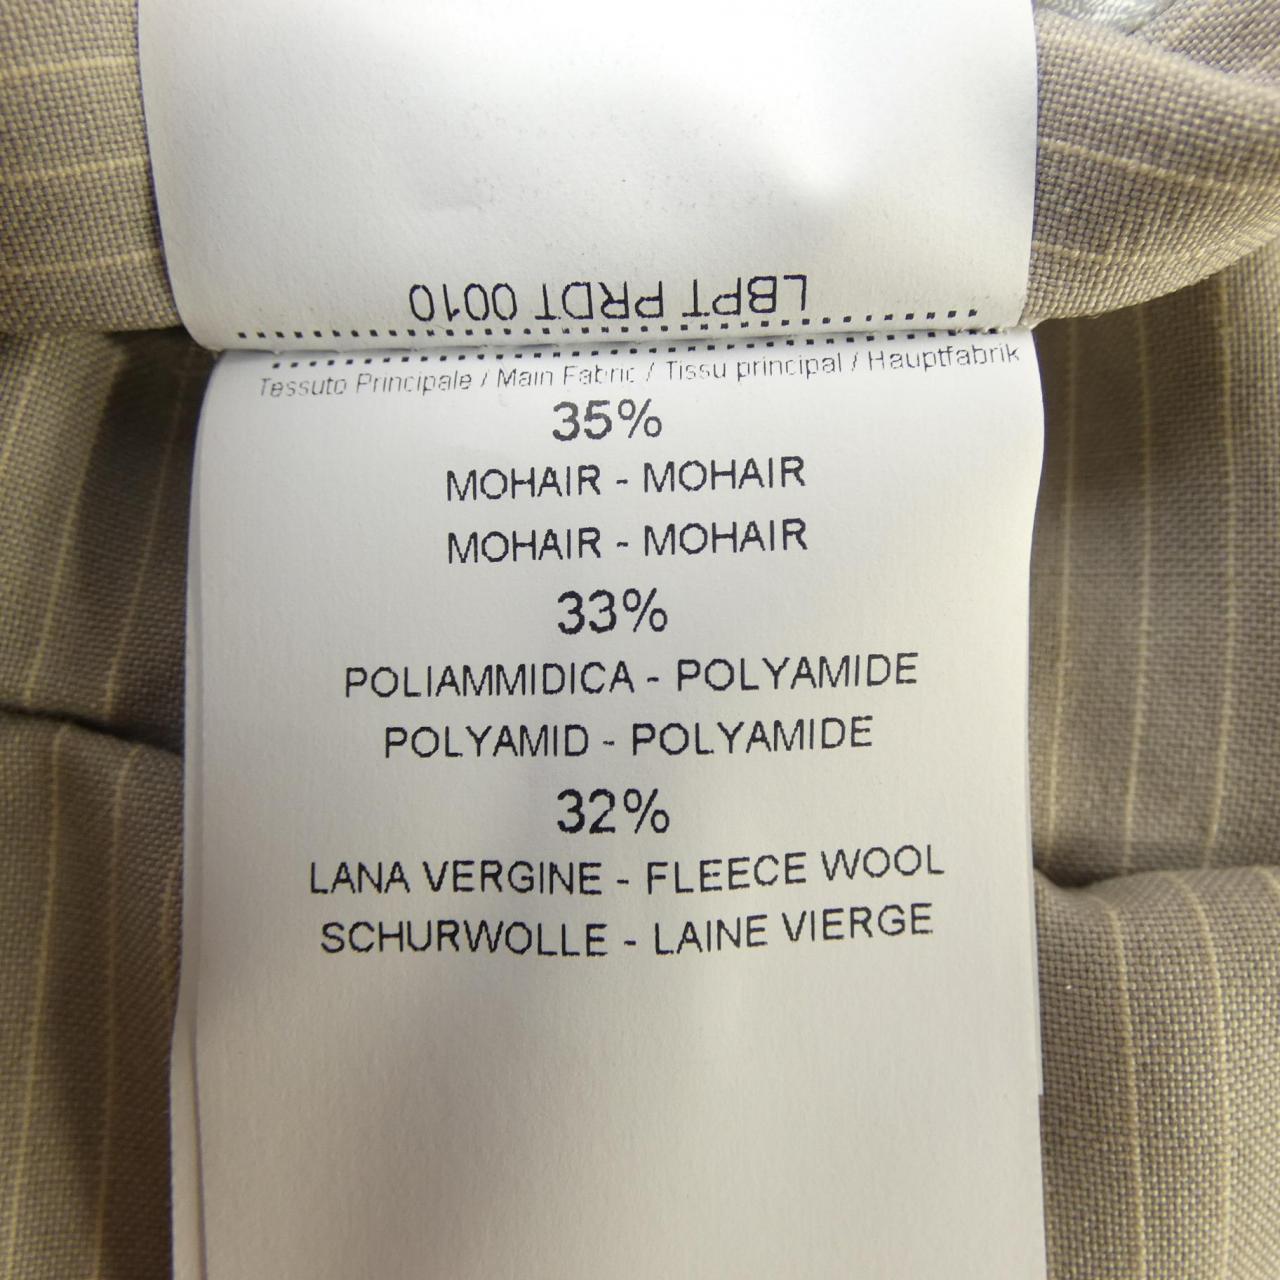 LBPT PRDT 0010
Tessuto Principale / Main Fabric / Tissu principal / Hauptfabrik
35%
MOHAIR - MOHAIR
MOHAIR - MOHAIR
33%
POLIAMMIDICA - POLYAMIDE
POLYAMID - POLYAMIDE
32%
LANA VERGINE - FLEECE WOOL
SCHURWOLLE - LAINE VIERGE